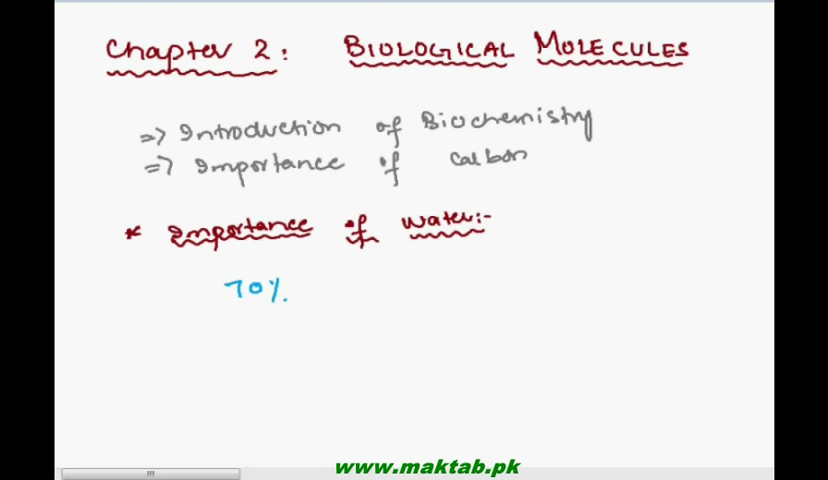 Chapter 2: BIOLOGICAL MOLECULES
=> Introduction of Biochemistry
=> Importance of Carbon
* Importance of Water:-
70%
www.maktab.pk